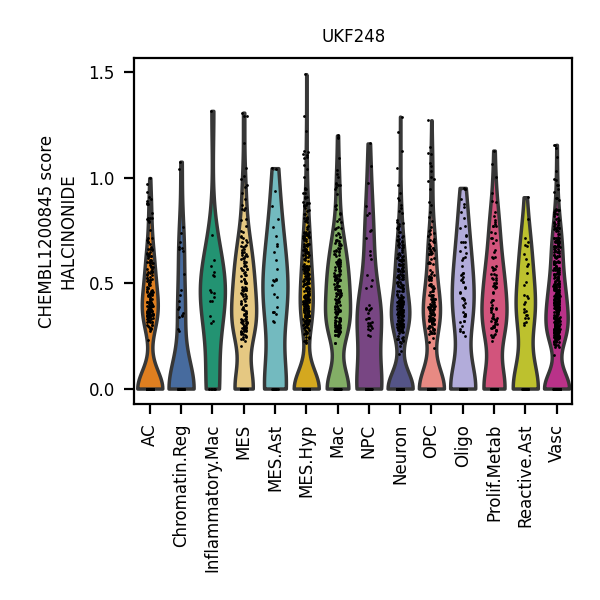 UKF248
CHEMBL1200845 score
HALCINONIDE
1.5
1.0
0.5
0.0
AC
Chromatin.Reg
Inflammatory.Mac
MES
MES.Ast
MES.Hyp
Mac
NPC
Neuron
OPC
Oligo
Prolif.Metab
Reactive.Ast
Vasc